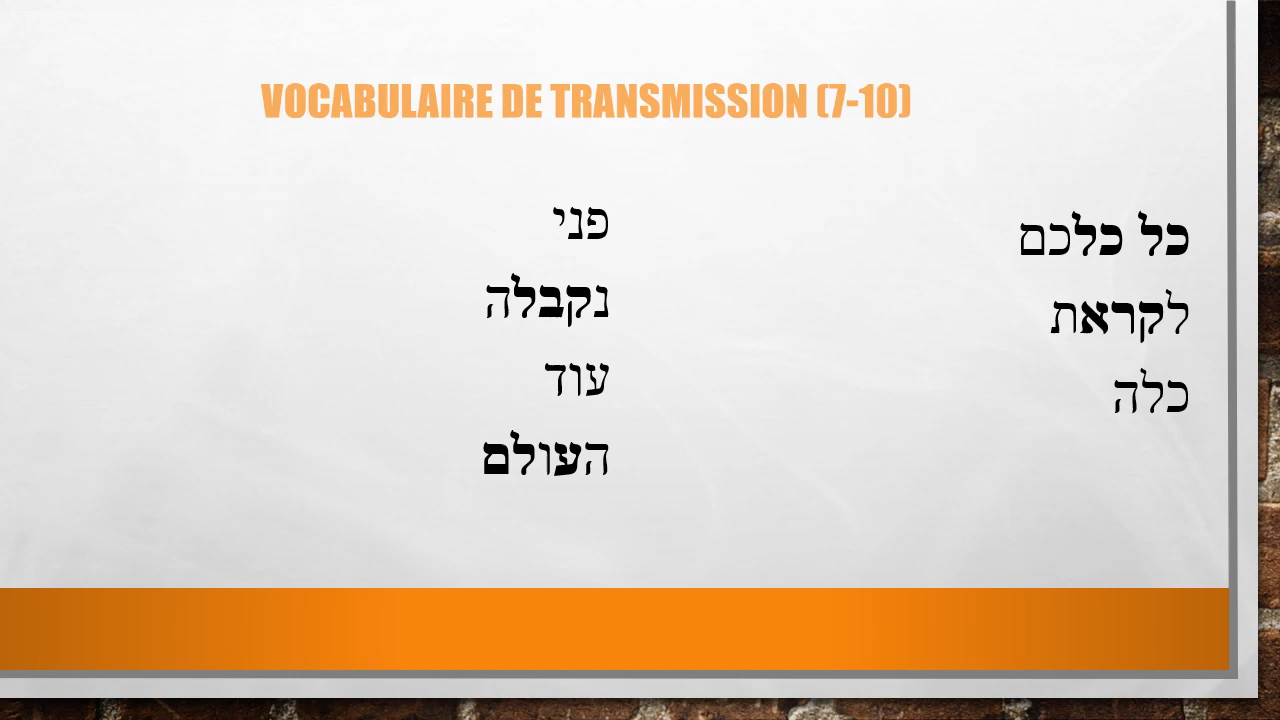 VOCABULAIRE DE TRANSMISSION (7-10)
כל כלכם
לקראת
כלה
פני
נקבלה
עוד
העולם